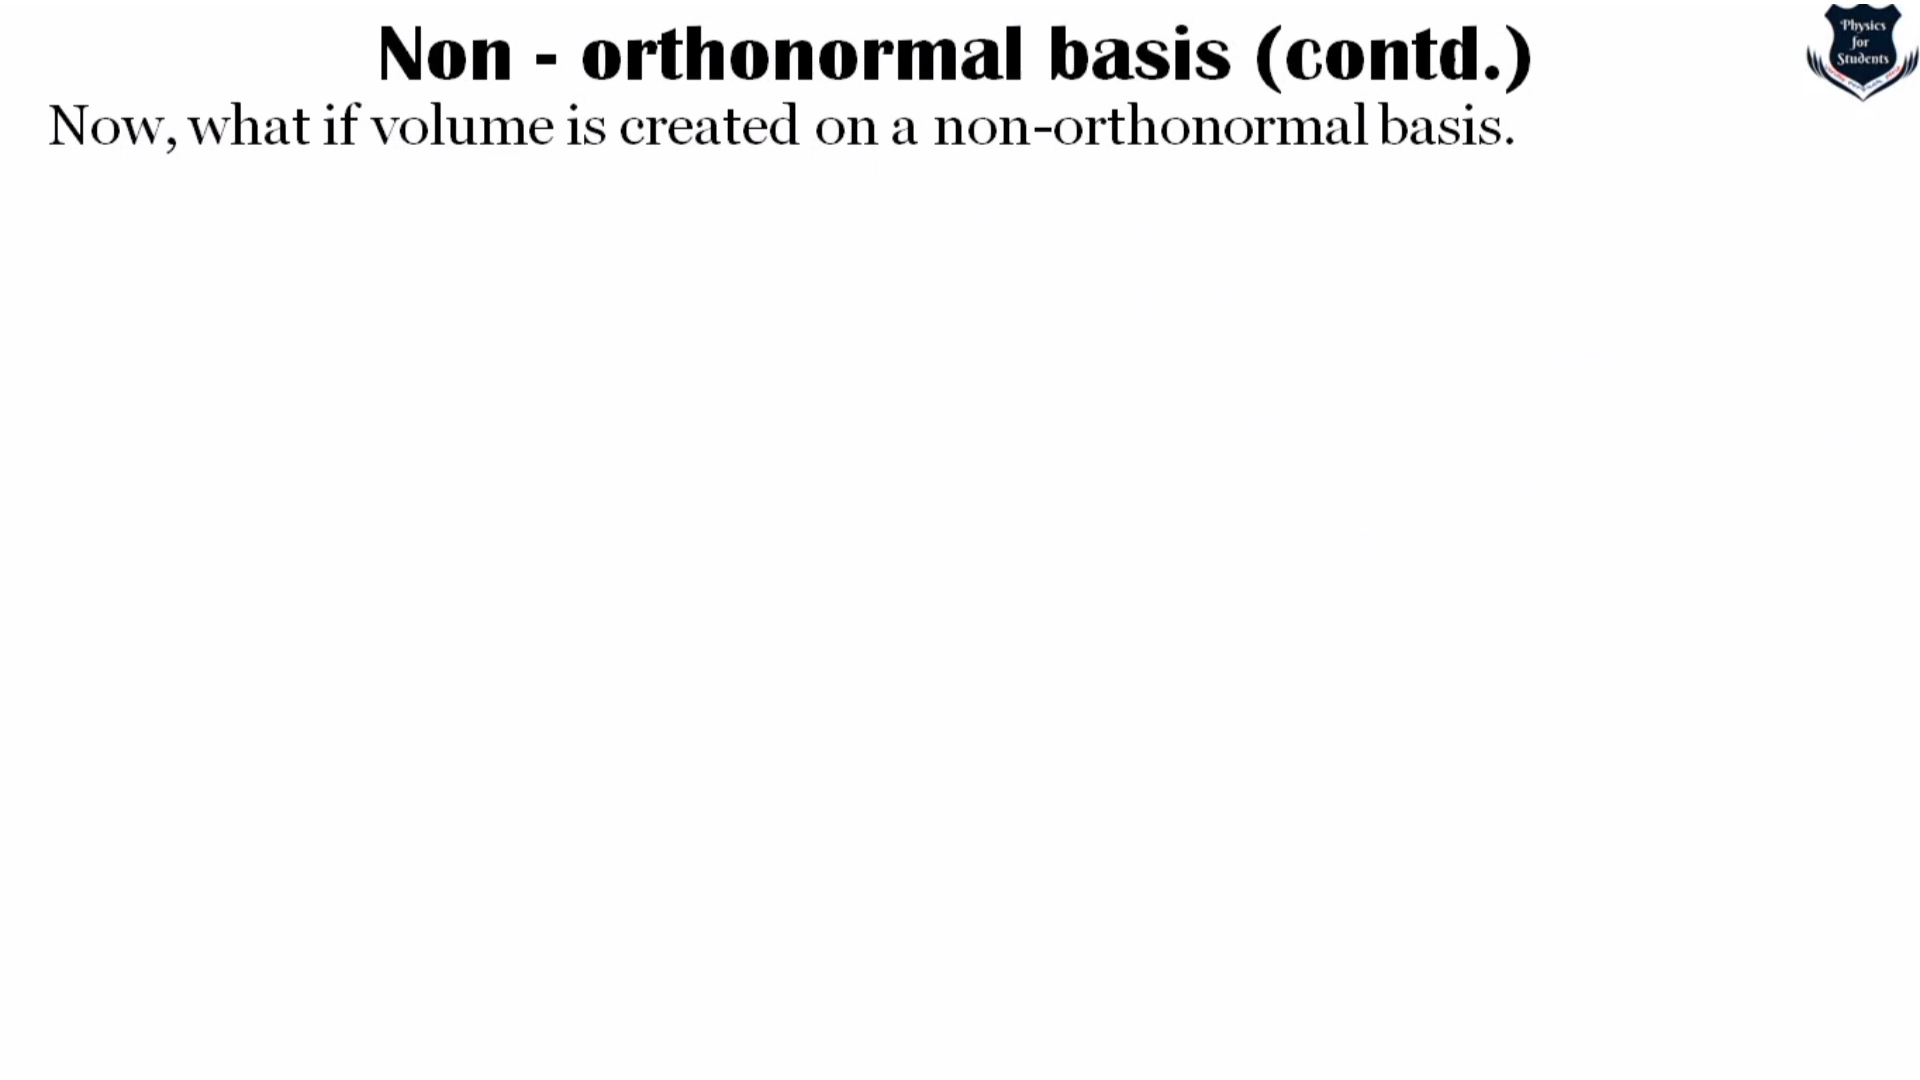 Non - orthonormal basis (contd.)
Now, what if volume is created on a non-orthonormal basis.
Physics
for
Students